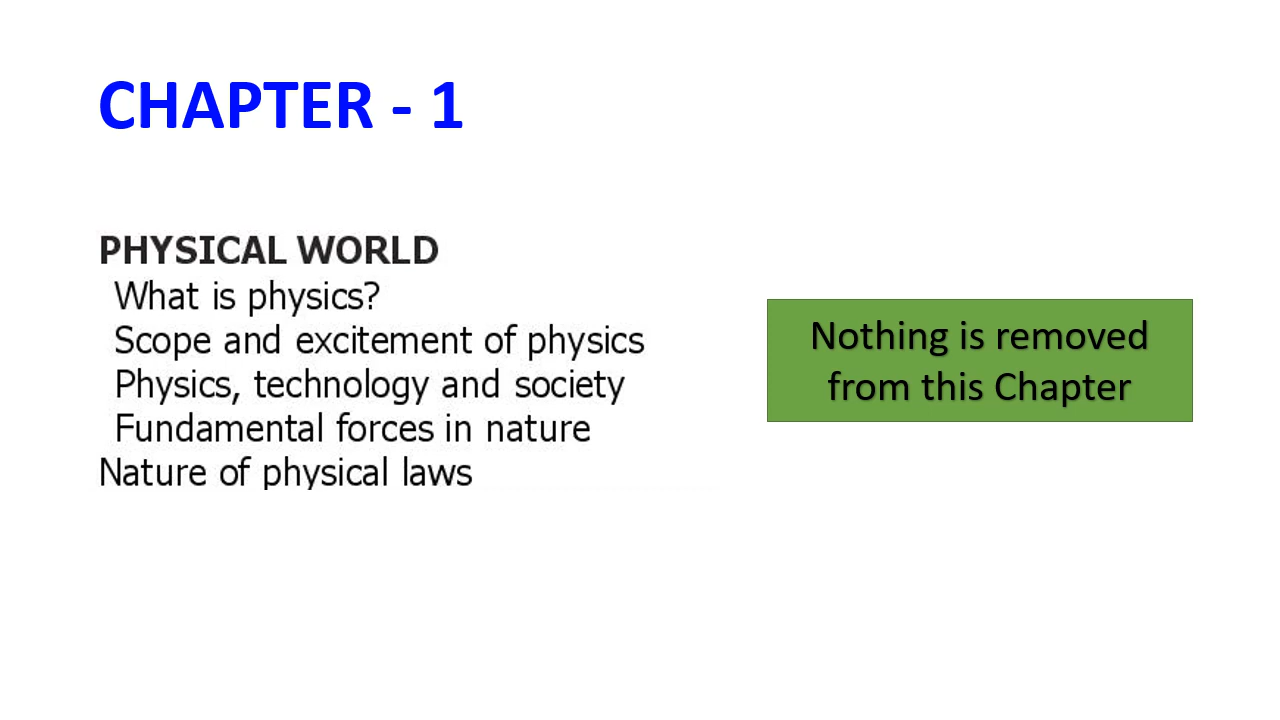 CHAPTER - 1
PHYSICAL WORLD
What is physics?
Scope and excitement of physics
Physics, technology and society
Fundamental forces in nature
Nature of physical laws
Nothing is removed
from this Chapter